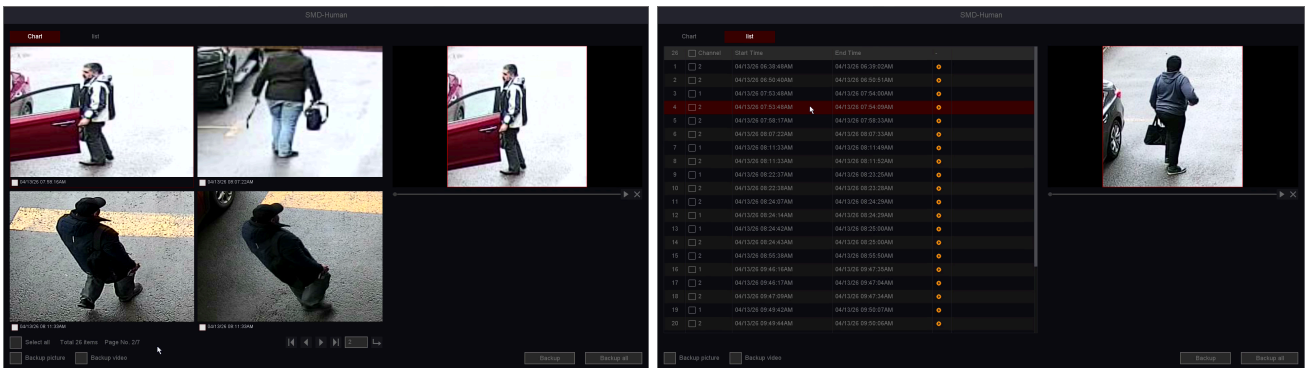 SMD-Human
Chart list
04/13/26 07:59:16AM
04/13/26 08:07:22AM
04/13/26 08:11:33AM
04/13/26 08:11:33AM
Select all Total 26 items Page No. 2/7
2
Backup picture Backup video Backup Backup all
SMD-Human
Chart list
26 Channel Start Time End Time
1 2 04/13/26 06:38:48AM 04/13/26 06:39:02AM
2 2 04/13/26 06:50:40AM 04/13/26 06:50:51AM
3 1 04/13/26 07:53:48AM 04/13/26 07:54:00AM
4 2 04/13/26 07:53:48AM 04/13/26 07:54:09AM
5 2 04/13/26 07:59:17AM 04/13/26 07:59:33AM
6 2 04/13/26 08:07:22AM 04/13/26 08:07:33AM
7 1 04/13/26 08:11:33AM 04/13/26 08:11:49AM
8 2 04/13/26 08:11:33AM 04/13/26 08:11:52AM
9 1 04/13/26 08:22:37AM 04/13/26 08:23:25AM
10 2 04/13/26 08:22:38AM 04/13/26 08:23:28AM
11 2 04/13/26 08:24:07AM 04/13/26 08:24:29AM
12 1 04/13/26 08:24:14AM 04/13/26 08:24:29AM
13 1 04/13/26 08:24:42AM 04/13/26 08:25:00AM
14 2 04/13/26 08:24:43AM 04/13/26 08:25:00AM
15 2 04/13/26 08:55:38AM 04/13/26 08:55:50AM
16 1 04/13/26 09:46:16AM 04/13/26 09:47:35AM
17 2 04/13/26 09:46:17AM 04/13/26 09:47:04AM
18 2 04/13/26 09:47:09AM 04/13/26 09:47:34AM
19 1 04/13/26 09:49:42AM 04/13/26 09:50:07AM
20 2 04/13/26 09:49:44AM 04/13/26 09:50:06AM
Backup picture Backup video Backup Backup all